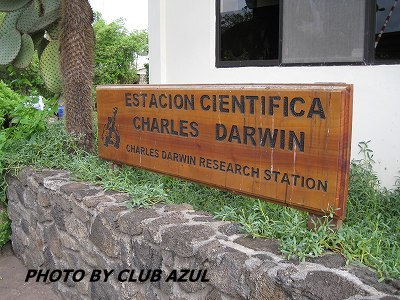 ESTACION CIENTIFICA
CHARLES DARWIN
CHARLES DARWIN RESEARCH STATION
PHOTO BY CLUB AZUL